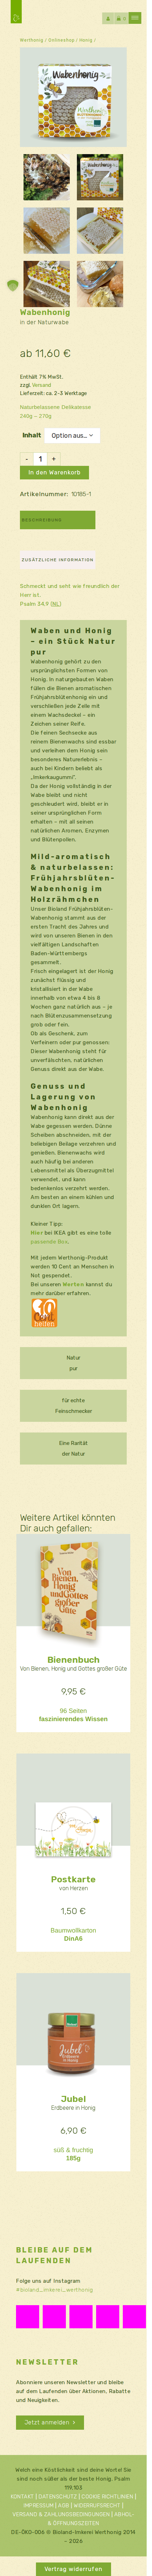 Werthonig / Onlineshop / Honig /
Wabenhonig
Wabenhonig
in der Naturwabe
ab 11,60 €
Enthält 7% MwSt.
zzgl. Versand
Lieferzeit: ca. 2-3 Werktage
Naturbelassene Delikatesse
240g – 270g
Inhalt
Option aus...
- 1 +
In den Warenkorb
Artikelnummer: 10185-1
BESCHREIBUNG
ZUSÄTZLICHE INFORMATION
Schmeckt und seht wie freundlich der
Herr ist.
Psalm 34,9 (NL)
Waben und Honig
– ein Stück Natur
pur
Wabenhonig gehört zu den
ursprünglichsten Formen von
Honig. In naturgebauten Waben
füllen die Bienen aromatischen
Frühjahrsblütenhonig ein und
verschließen jede Zelle mit
einem Wachsdeckel – ein
Zeichen seiner Reife.
Die feinen Sechsecke aus
reinem Bienenwachs sind essbar
und verleihen dem Honig sein
besonderes Naturerlebnis –
auch bei Kindern beliebt als
„Imkerkaugummi“.
Da der Honig vollständig in der
Wabe bleibt und nicht
geschleudert wird, bleibt er in
seiner ursprünglichen Form
erhalten – mit all seinen
natürlichen Aromen, Enzymen
und Blütenpollen.
Mild-aromatisch
& naturbelassen:
Frühjahrsblüten-
Wabenhonig im
Holzrähmchen
Unser Bioland Frühjahrsblüten-
Wabenhonig stammt aus der
ersten Tracht des Jahres und
wird von unseren Bienen in den
vielfältigen Landschaften
Baden-Württembergs
gesammelt.
Frisch eingelagert ist der Honig
zunächst flüssig und
kristallisiert in der Wabe
innerhalb von etwa 4 bis 6
Wochen ganz natürlich aus – je
nach Blütenzusammensetzung
grob oder fein.
Ob als Geschenk, zum
Verfeinern oder pur genommen:
Dieser Wabenhonig steht für
unverfälschten, natürlichen
Genuss direkt aus der Wabe.
Genuss und
Lagerung von
Wabenhonig
Wabenhonig kann direkt aus der
Wabe gegessen werden. Dünne
Scheiben abschneiden, mit der
beliebigen Beilage verzehren und
genießen. Bienenwachs wird
auch häufig bei anderen
Lebensmittel als Überzugmittel
verwendet, und kann
bedenkenlos verzehrt werden.
Am besten an einem kühlen und
dunklen Ort lagern.
Kleiner Tipp:
Hier bei IKEA gibt es eine tolle
passende Box.
Mit jedem Werthonig-Produkt
werden 10 Cent an Menschen in
Not gespendet.
Bei unseren Werten kannst du
mehr darüber erfahren.
10
Cent
helfen
Natur
pur
für echte
Feinschmecker
Eine Rarität
der Natur
Weitere Artikel könnten
Dir auch gefallen:
Von Bienen,
Honig
und Gottes
großer
Güte
Bienenbuch
Von Bienen, Honig und Gottes großer Güte
9,95 €
96 Seiten
faszinierendes Wissen
Postkarte
von Herzen
1,50 €
Baumwollkarton
DinA6
Jubel
Erdbeere
in Honig
Jubel
Erdbeere in Honig
6,90 €
süß & fruchtig
185g
BLEIBE AUF DEM
LAUFENDEN
Folge uns auf Instagram
#bioland_imkerei_werthonig
NEWSLETTER
Abonniere unseren Newsletter und bleibe
auf dem Laufenden über Aktionen, Rabatte
und Neuigkeiten.
Jetzt anmelden >
Welch eine Köstlichkeit sind deine Worte! Sie
sind noch süßer als der beste Honig. Psalm
119,103
KONTAKT | DATENSCHUTZ | COOKIE RICHTLINIEN |
IMPRESSUM | AGB | WIDERRUFSRECHT |
VERSAND & ZAHLUNGSBEDINGUNGEN | ABHOL-
& ÖFFNUNGSZEITEN
DE-ÖKO-006 © Bioland-Imkerei Werthonig 2014
– 2026
Vertrag widerrufen